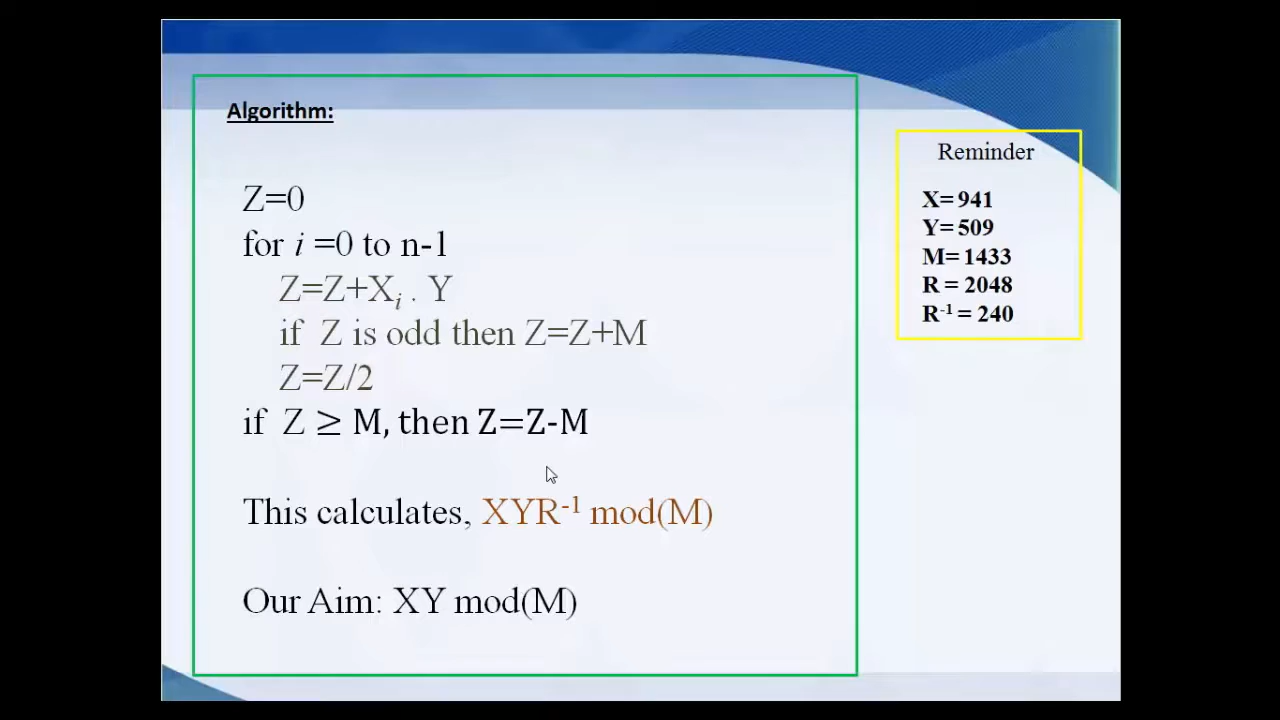 Algorithm:
Z=0
for i =0 to n-1
Z=Z+Xᵢ . Y
if Z is odd then Z=Z+M
Z=Z/2
if Z ≥ M, then Z=Z-M
This calculates, XYR⁻¹ mod(M)
Our Aim: XY mod(M)
Reminder
X= 941
Y= 509
M= 1433
R = 2048
R⁻¹ = 240